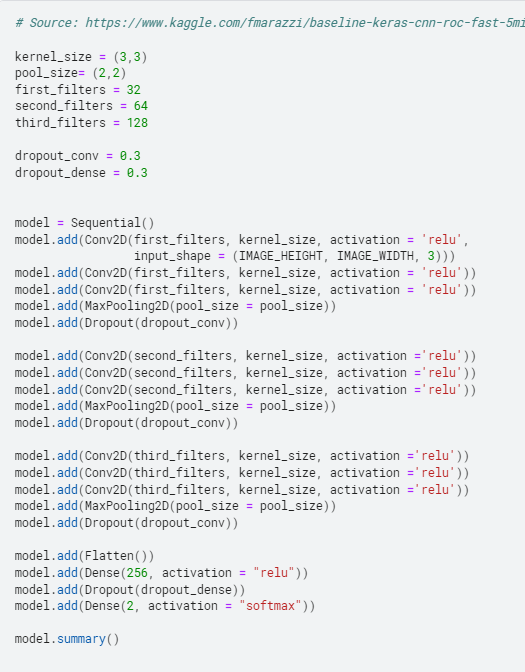 # Source: https://www.kaggle.com/fmarazzi/baseline-keras-cnn-roc-fast-5mi
kernel_size = (3,3)
pool_size= (2,2)
first_filters = 32
second_filters = 64
third_filters = 128
dropout_conv = 0.3
dropout_dense = 0.3
model = Sequential()
model.add(Conv2D(first_filters, kernel_size, activation = 'relu',
                 input_shape = (IMAGE_HEIGHT, IMAGE_WIDTH, 3)))
model.add(Conv2D(first_filters, kernel_size, activation = 'relu'))
model.add(Conv2D(first_filters, kernel_size, activation = 'relu'))
model.add(MaxPooling2D(pool_size = pool_size))
model.add(Dropout(dropout_conv))
model.add(Conv2D(second_filters, kernel_size, activation ='relu'))
model.add(Conv2D(second_filters, kernel_size, activation ='relu'))
model.add(Conv2D(second_filters, kernel_size, activation ='relu'))
model.add(MaxPooling2D(pool_size = pool_size))
model.add(Dropout(dropout_conv))
model.add(Conv2D(third_filters, kernel_size, activation ='relu'))
model.add(Conv2D(third_filters, kernel_size, activation ='relu'))
model.add(Conv2D(third_filters, kernel_size, activation ='relu'))
model.add(MaxPooling2D(pool_size = pool_size))
model.add(Dropout(dropout_conv))
model.add(Flatten())
model.add(Dense(256, activation = "relu"))
model.add(Dropout(dropout_dense))
model.add(Dense(2, activation = "softmax"))
model.summary()